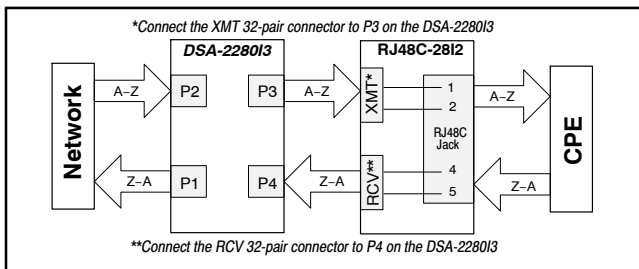 *Connect the XMT 32-pair connector to P3 on the DSA-2280I3
DSA-2280I3
RJ48C-28I2
Network
A–Z
P2
P3
A–Z
XMT*
1
2
A–Z
RJ48C
Jack
CPE
Z–A
P1
P4
Z–A
RCV**
4
5
Z–A
**Connect the RCV 32-pair connector to P4 on the DSA-2280I3